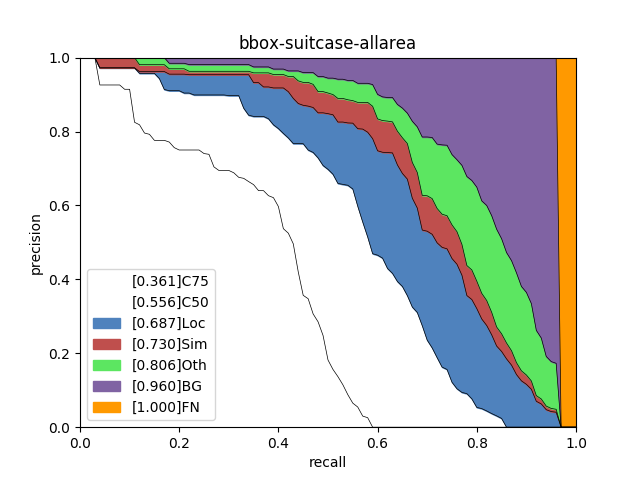 bbox-suitcase-allarea
precision
1.0
0.8
0.6
0.4
0.2
0.0
[0.361]C75
[0.556]C50
[0.687]Loc
[0.730]Sim
[0.806]Oth
[0.960]BG
[1.000]FN
0.0 0.2 0.4 0.6 0.8 1.0
recall